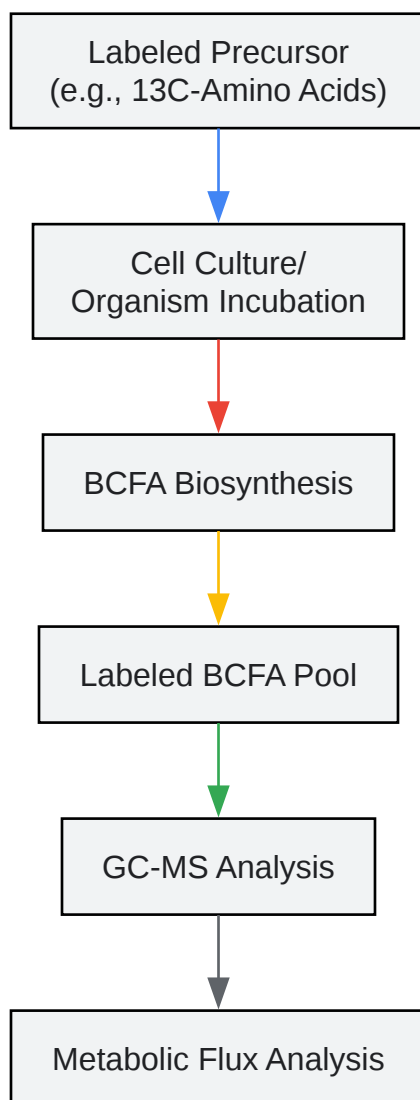 Labeled Precursor
(e.g., 13C-Amino Acids)
Cell Culture/
Organism Incubation
BCFA Biosynthesis
Labeled BCFA Pool
GC-MS Analysis
Metabolic Flux Analysis